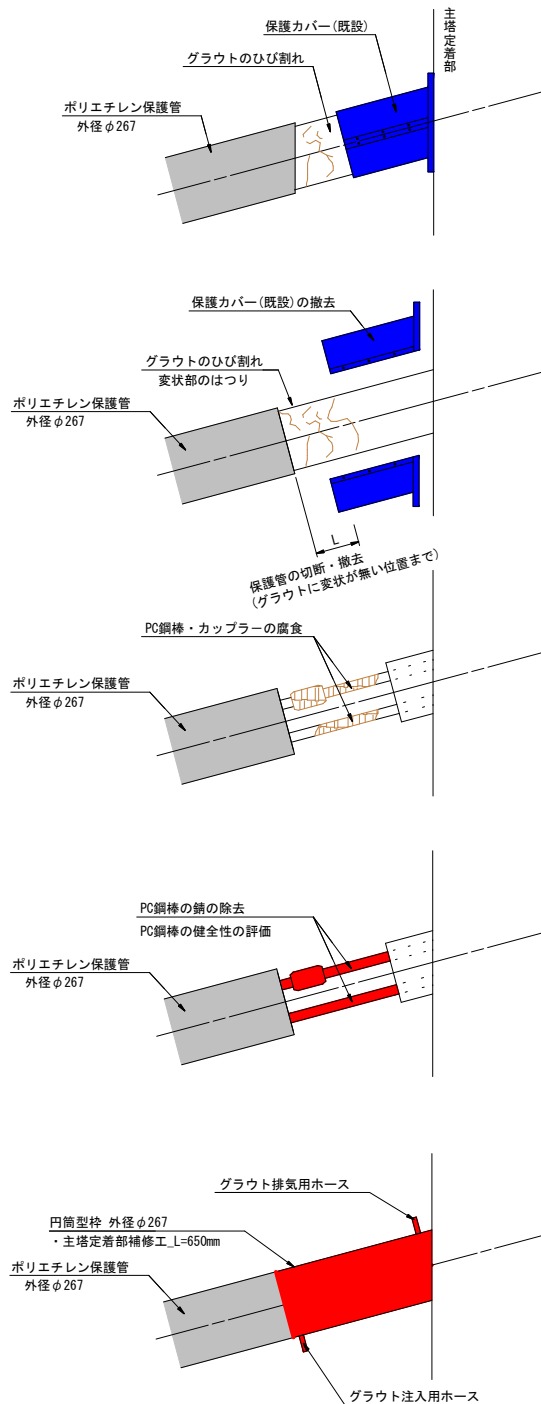 保護カバー(既設)
主塔定着部
グラウトのひび割れ
ポリエチレン保護管
外径φ267
保護カバー(既設)の撤去
グラウトのひび割れ
変状部のはつり
ポリエチレン保護管
外径φ267
L
保護管の切断・撤去
(グラウトに変状が無い位置まで)
PC鋼棒・カップラーの腐食
ポリエチレン保護管
外径φ267
PC鋼棒の錆の除去
PC鋼棒の健全性の評価
ポリエチレン保護管
外径φ267
グラウト排気用ホース
円筒型枠 外径φ267
・主塔定着部補修工_L=650mm
ポリエチレン保護管
外径φ267
グラウト注入用ホース